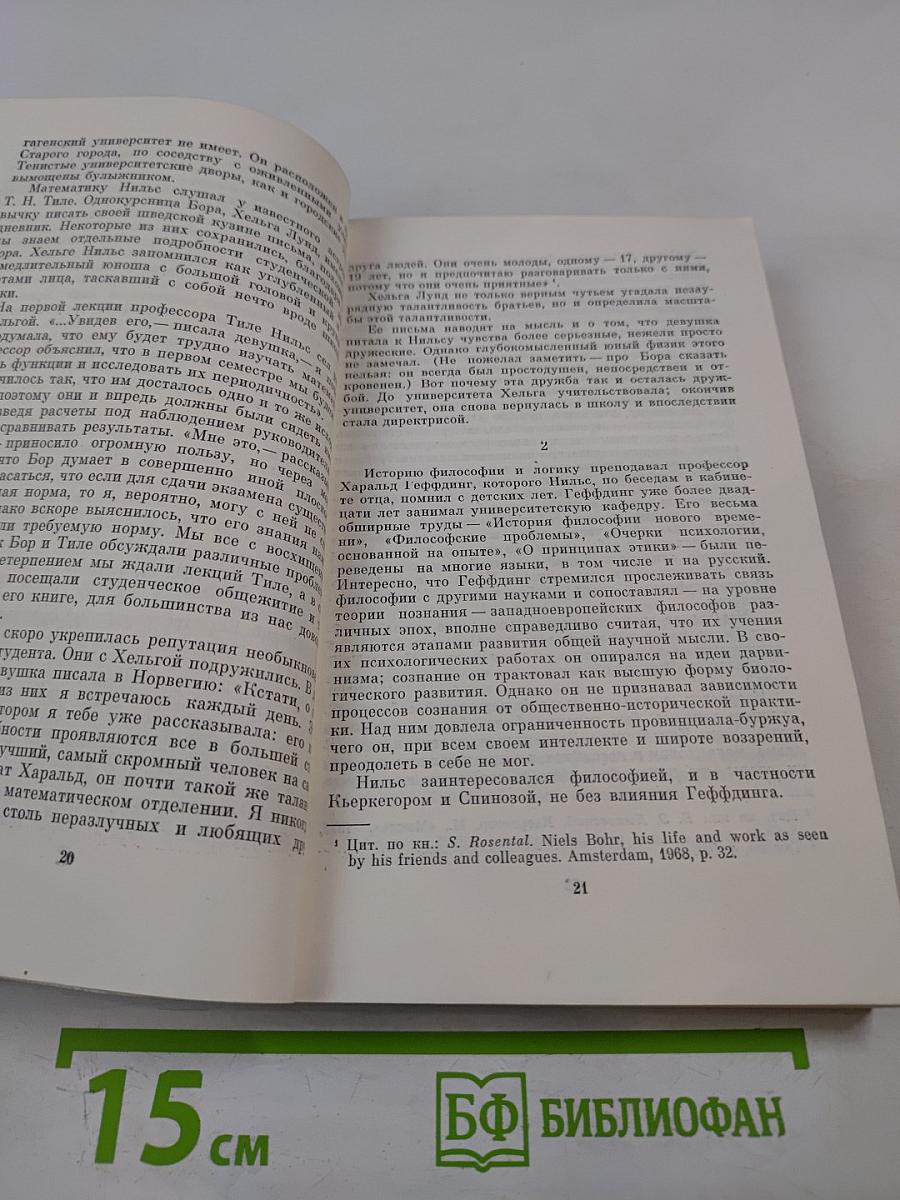 гагенский университет не имеет. Он расположен в
Старого города, по соседству с оживленными
Тенистые университетские дворы, как и городские
вымощены булыжником.
Математику Нильс слушал у известного
Т. Н. Тиле. Однокурсница Бора, Хельга Лунд,
вычку писать своей шведской кузине письма,
дневник. Некоторые из них сохранились,
мы знаем отдельные подробности студенческой
ора. Хельге Нильс запомнился как углубленный
медлительный юноша с большой головой и
тами лица, таскавший с собой нечто вроде
ки.
На первой лекции профессора Тиле Нильс сел
льгой. «...Увидев его,— писала девушка,— я
думала, что ему будет трудно изучать
ссор объяснил, что в первом семестре мы
ь функции и исследовать их периодичность».
чилось так, что им досталось одно и то же
поэтому они и впредь должны были сидеть
ведя расчеты под наблюдением руководителя
сравнивать результаты. «Мне это,—
приносило огромную пользу, но через
что Бор думает в совершенно иной
асаться, что если для сдачи экзамена
ная норма, то я, вероятно, могу с ней не
ако вскоре выяснилось, что его знания
ли требуемую норму. Мы все с
к Бор и Тиле обсуждали различные
етерпением мы ждали лекций Тиле, а в
посещали студенческое общежитие и
его книге, для большинства из нас
скоро укрепилась репутация
тудента. Они с Хельгой подружились. В
вушка писала в Норвегию: «Кстати, о
из них я встречаюсь каждый день.
тором я тебе уже рассказывала: его
бности проявляются все в большей
учший, самый скромный человек на
ат Харальд, он почти такой же
математическом отделении. Я
столь неразлучных и любящих
20
друга людей. Они очень молоды, одному — 17, другому —
19 лет, но я предпочитаю разговаривать только с ними,
потому что они очень приятные» ¹.
Хельга Лунд не только верным чутьем угадала незау-
рядную талантливость братьев, но и определила масшта-
бы этой талантливости.
Ее письма наводят на мысль и о том, что девушка
питала к Нильсу чувства более серьезные, нежели просто
дружеские. Однако глубокомысленный юный физик этого
не замечал. (Не пожелал заметить — про Бора сказать
нельзя: он всегда был простодушен, непосредствен и от-
кровенен.) Вот почему эта дружба так и осталась друж-
бой. До университета Хельга учительствовала; окончив
университет, она снова вернулась в школу и впоследствии
стала директрисой.
2
Историю философии и логику преподавал профессор
Харальд Геффдинг, которого Нильс, по беседам в кабине-
те отца, помнил с детских лет. Геффдинг уже более двад-
цати лет занимал университетскую кафедру. Его весьма
обширные труды — «История философии нового време-
ни», «Философские проблемы», «Очерки психологии,
основанной на опыте», «О принципах этики» — были пе-
реведены на многие языки, в том числе и на русский.
Интересно, что Геффдинг стремился прослеживать связь
философии с другими науками и сопоставлял — на уровне
теории познания — западноевропейских философов раз-
личных эпох, вполне справедливо считая, что их учения
являются этапами развития общей научной мысли. В сво-
их психологических работах он опирался на идеи дарви-
низма; сознание он трактовал как высшую форму биоло-
гического развития. Однако он не признавал зависимости
процессов сознания от общественно-исторической практи-
ки. Над ним довлела ограниченность провинциала-буржуа,
чего он, при всем своем интеллекте и широте воззрений,
преодолеть в себе не мог.
Нильс заинтересовался философией, и в частности
Кьеркегором и Спинозой, не без влияния Геффдинга.
¹ Цит. по кн.: S. Rosental. Niels Bohr, his life and work as seen
by his friends and colleagues. Amsterdam, 1968, p. 32.
21
15 см
БФ БИБЛИОФАН